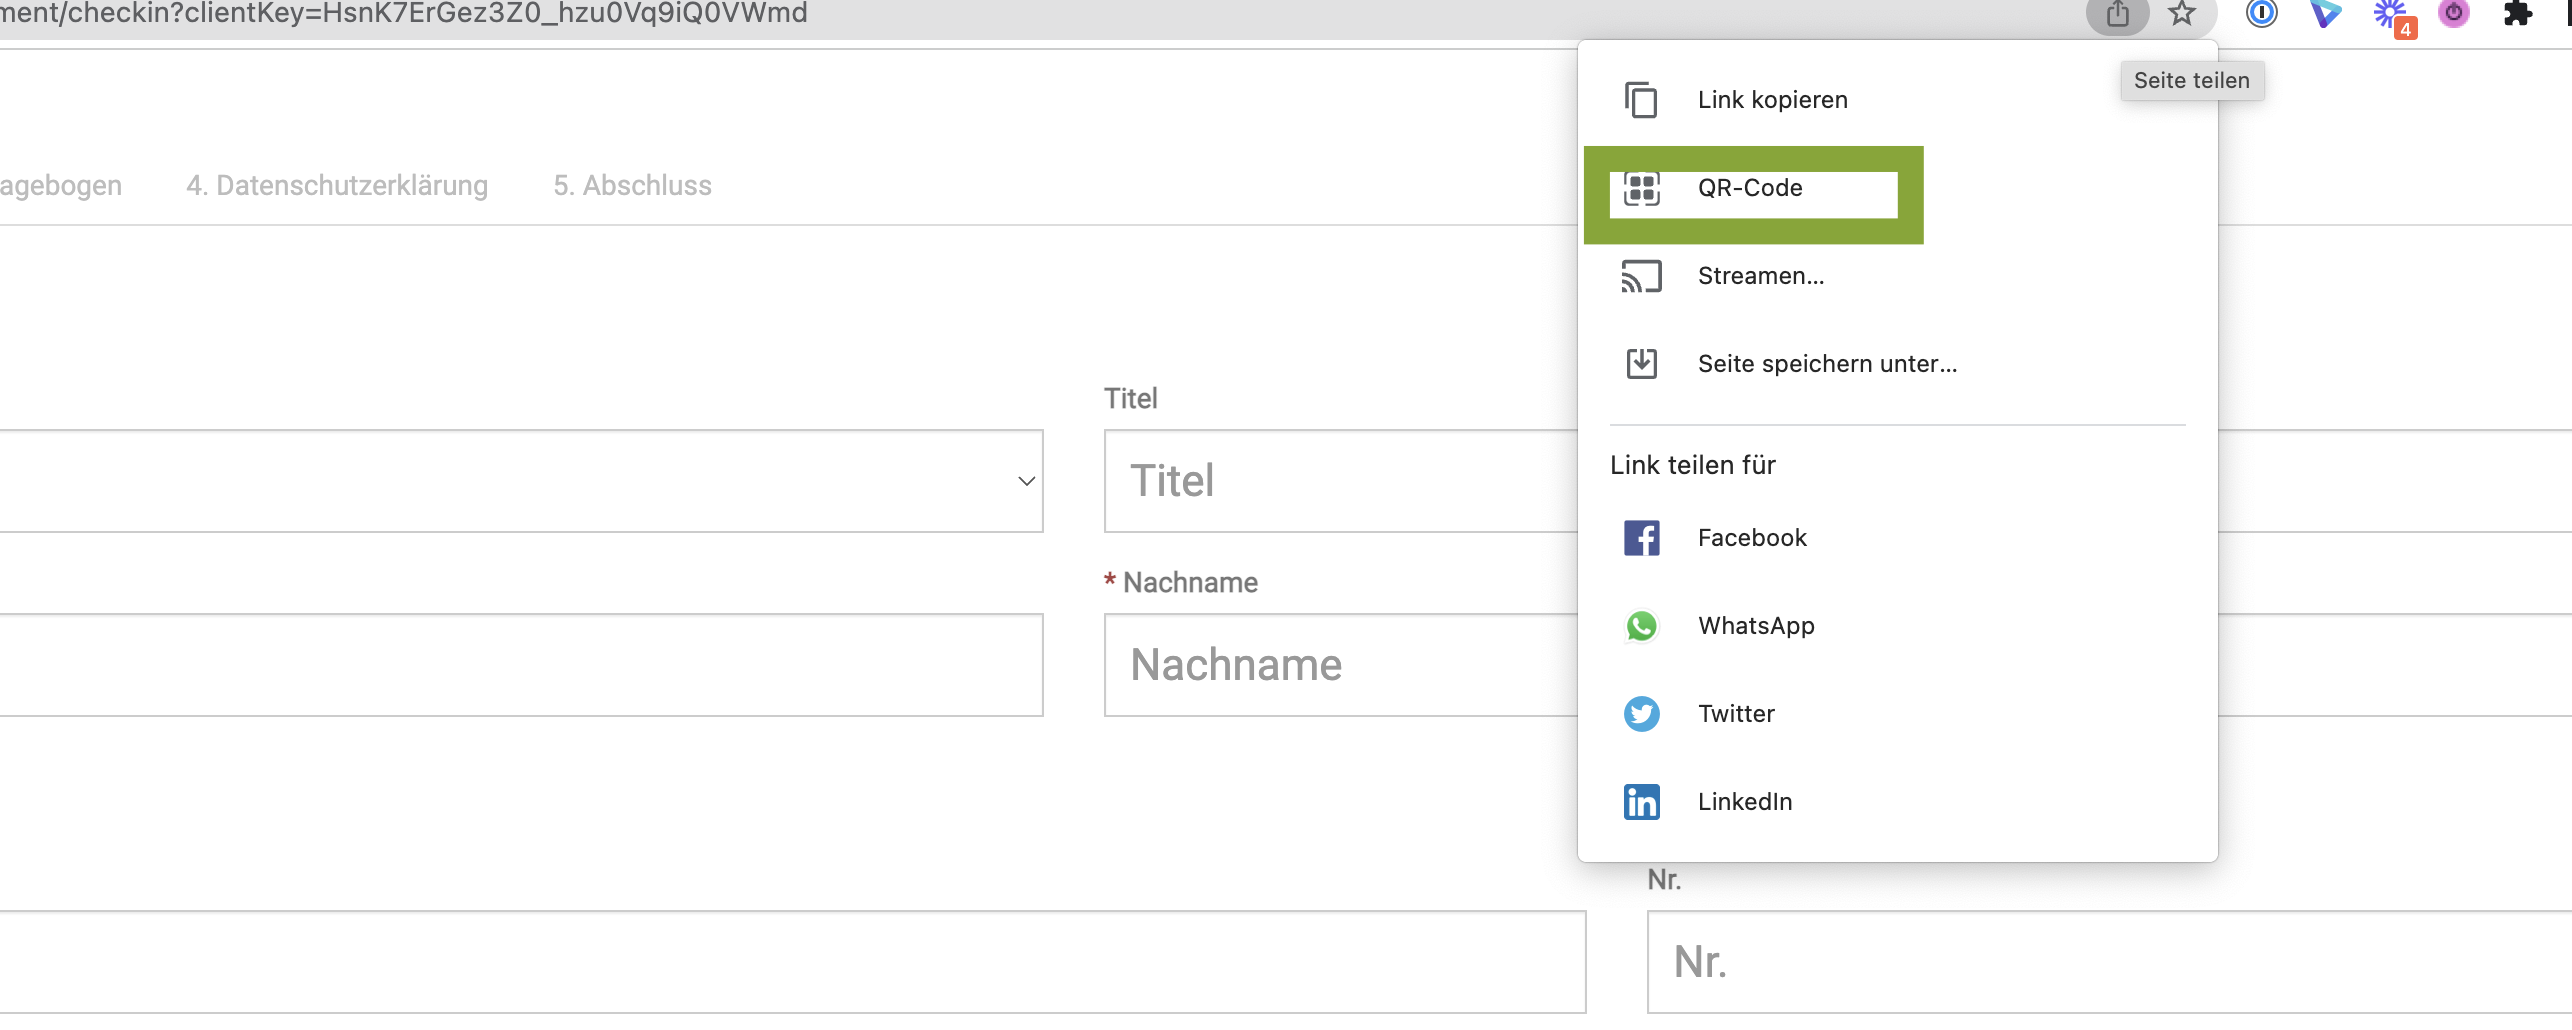 ment/checkin?clientKey=HsnK7ErGez3Z0_hzu0Vq9iQ0VWmd
4
Seite teilen
Link kopieren
QR-Code
Streamen...
Seite speichern unter...
Link teilen für
Facebook
WhatsApp
Twitter
LinkedIn
agebogen 4. Datenschutzerklärung 5. Abschluss
Titel
Titel
* Nachname
Nachname
Nr.
Nr.